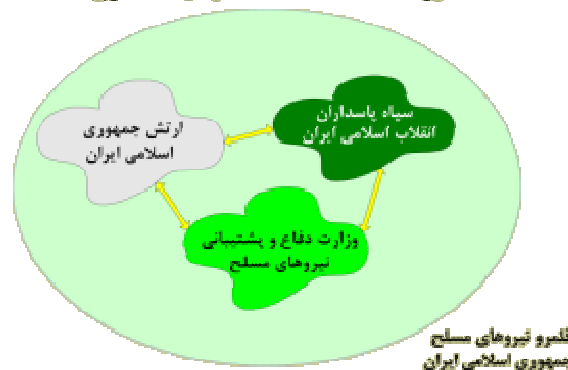 سپاه پاسداران
انقلاب اسلامی ایران
ارتش جمهوری
اسلامی ایران
وزارت دفاع و پشتیبانی
نیروهای مسلح
قلمرو نیروهای مسلح
جمهوری اسلامی ایران